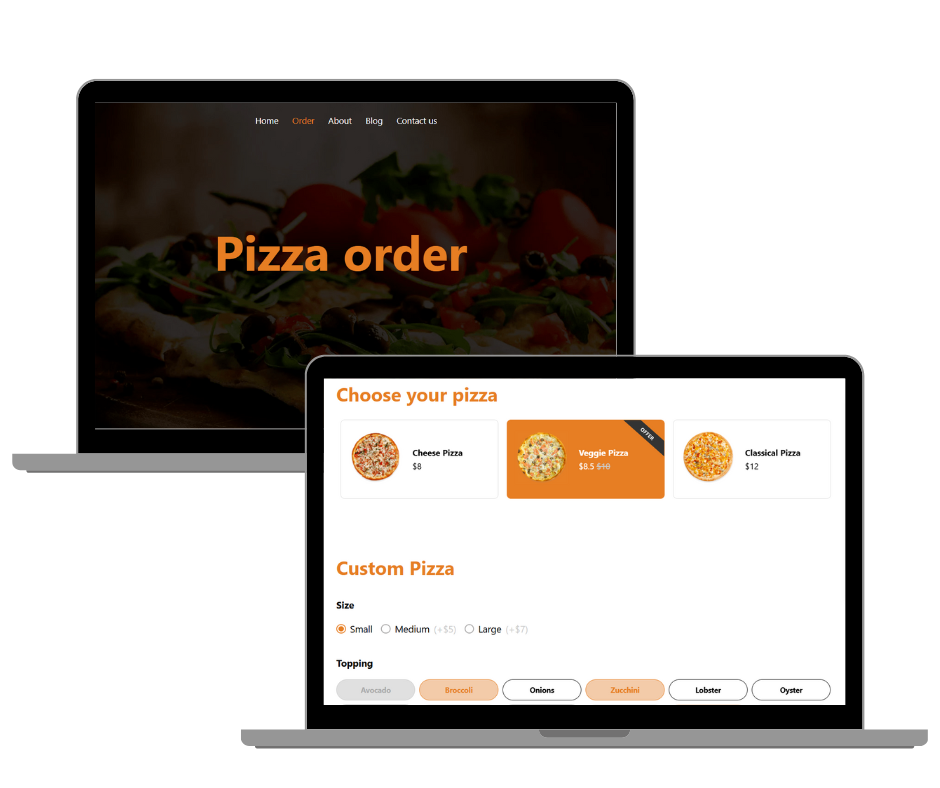 Home Order About Blog Contact us
Pizza order
Choose your pizza
OFFER
Cheese Pizza
$8
Veggie Pizza
$8.5 $10
Classical Pizza
$12
Custom Pizza
Size
Small Medium (+$5) Large (+$7)
Topping
Avocado Broccoli Onions Zucchini Lobster Oyster